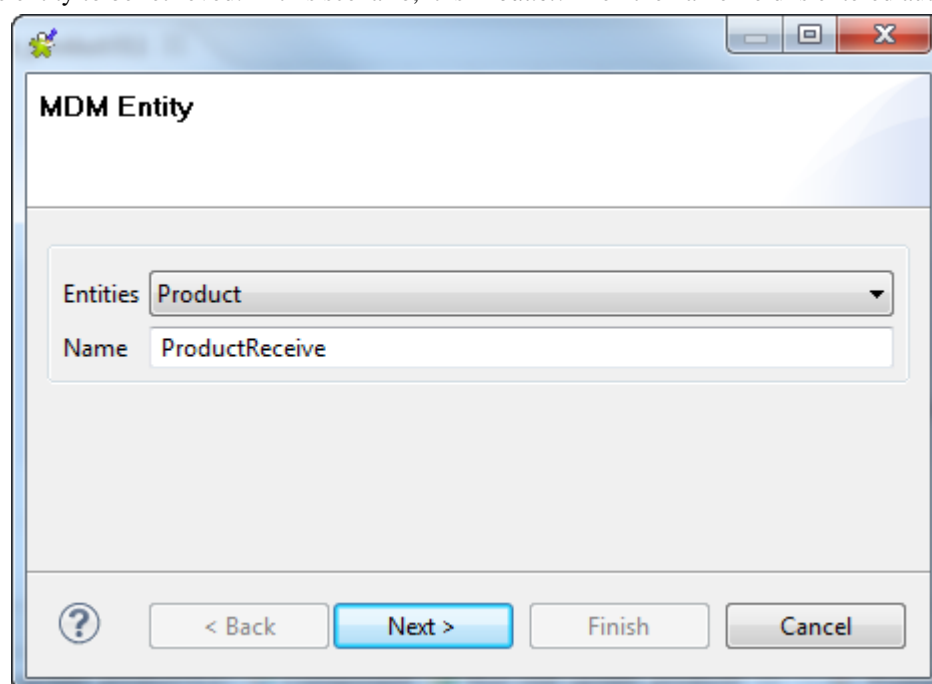 MDM Entity
Entities Product
Name ProductReceive
< Back Next > Finish Cancel